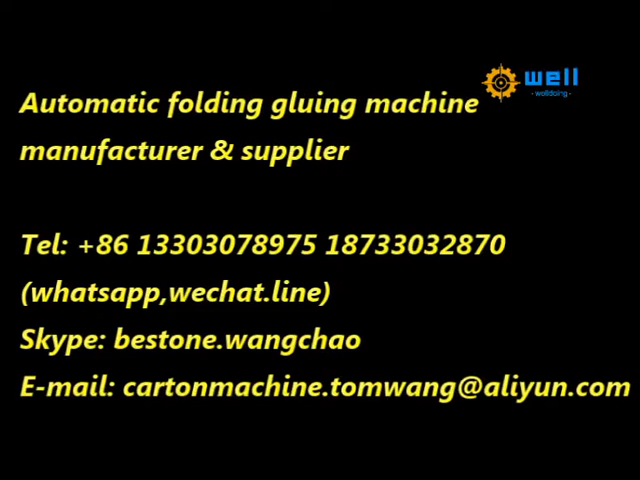 well
- welldoing -
Automatic folding gluing machine
manufacturer & supplier
Tel: +86 13303078975 18733032870
(whatsapp,wechat.line)
Skype: bestone.wangchao
E-mail: cartonmachine.tomwang@aliyun.com